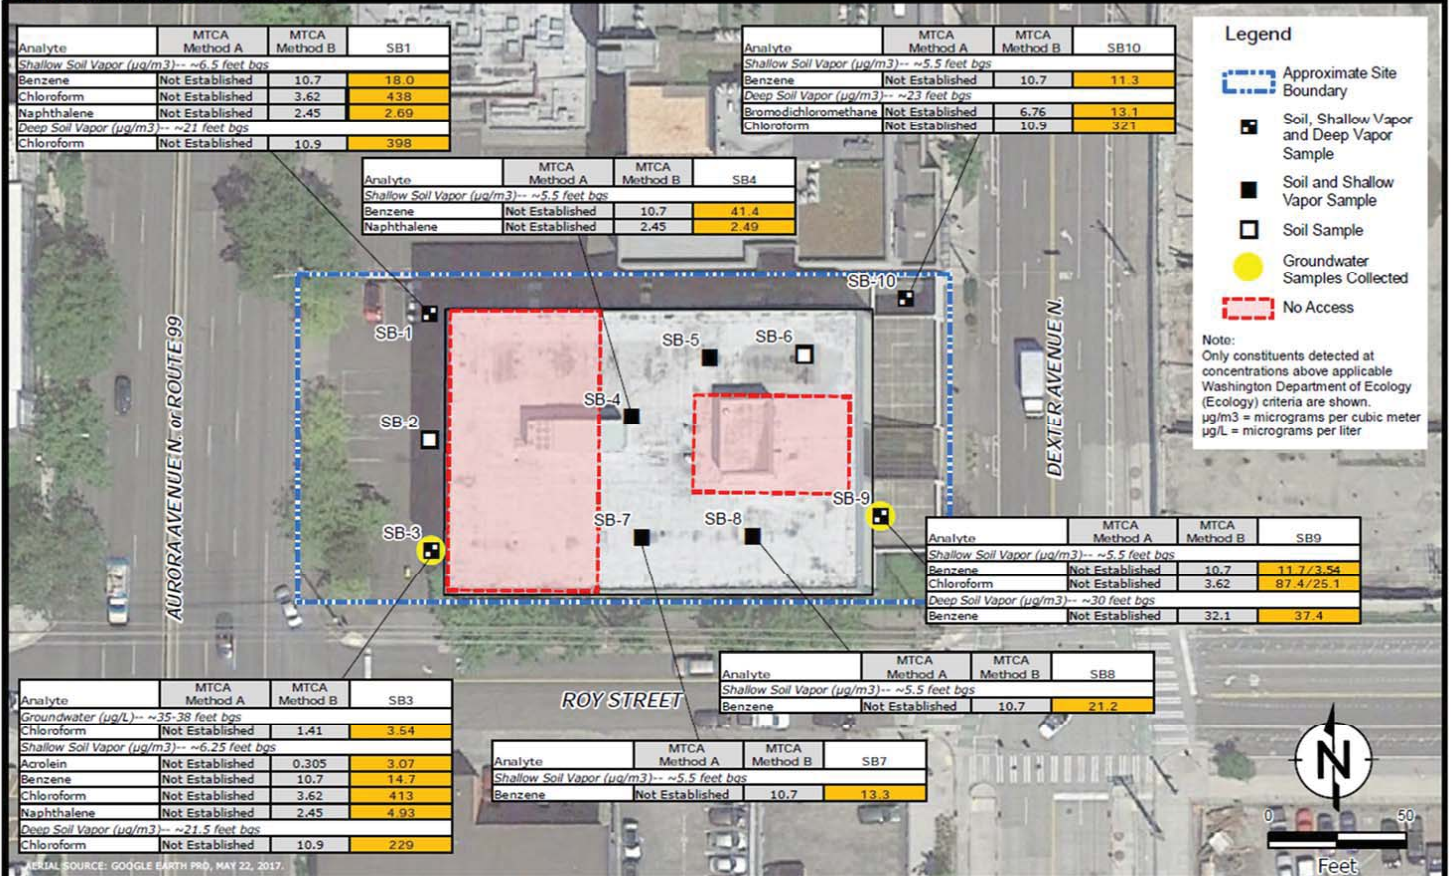 Analyte MTCA Method A MTCA Method B SB1
Shallow Soil Vapor (µg/m3)-- ~6.5 feet bgs
Benzene Not Established 10.7 18.0
Chloroform Not Established 3.62 438
Naphthalene Not Established 2.45 2.69
Deep Soil Vapor (µg/m3)-- ~21 feet bgs
Chloroform Not Established 10.9 398
Analyte MTCA Method A MTCA Method B SB10
Shallow Soil Vapor (µg/m3)-- ~5.5 feet bgs
Benzene Not Established 10.7 11.3
Deep Soil Vapor (µg/m3)-- ~23 feet bgs
Bromodichloromethane Not Established 6.76 13.1
Chloroform Not Established 10.9 321
Analyte MTCA Method A MTCA Method B SB4
Shallow Soil Vapor (µg/m3)-- ~5.5 feet bgs
Benzene Not Established 10.7 41.4
Naphthalene Not Established 2.45 2.49
Legend
Approximate Site
Boundary
Soil, Shallow Vapor
and Deep Vapor
Sample
Soil and Shallow
Vapor Sample
Soil Sample
Groundwater
Samples Collected
No Access
Note:
Only constituents detected at
concentrations above applicable
Washington Department of Ecology
(Ecology) criteria are shown.
µg/m3 = micrograms per cubic meter
µg/L = micrograms per liter
SB-10
SB-1
SB-5
SB-6
SB-4
SB-2
SB-9
SB-3
SB-7
SB-8
AURORA AVENUE N. or ROUTE 99
DEXTER AVENUE N.
ROY STREET
Analyte MTCA Method A MTCA Method B SB9
Shallow Soil Vapor (µg/m3)-- ~5.5 feet bgs
Benzene Not Established 10.7 11.7/3.54
Chloroform Not Established 3.62 87.4/25.1
Deep Soil Vapor (µg/m3)-- ~30 feet bgs
Benzene Not Established 32.1 37.4
Analyte MTCA Method A MTCA Method B SB8
Shallow Soil Vapor (µg/m3)-- ~5.5 feet bgs
Benzene Not Established 10.7 21.2
Analyte MTCA Method A MTCA Method B SB3
Groundwater (µg/L)-- ~35-38 feet bgs
Chloroform Not Established 1.41 3.54
Shallow Soil Vapor (µg/m3)-- ~6.25 feet bgs
Acrolein Not Established 0.305 3.07
Benzene Not Established 10.7 14.7
Chloroform Not Established 3.62 413
Naphthalene Not Established 2.45 4.93
Deep Soil Vapor (µg/m3)-- ~21.5 feet bgs
Chloroform Not Established 10.9 229
Analyte MTCA Method A MTCA Method B SB7
Shallow Soil Vapor (µg/m3)-- ~5.5 feet bgs
Benzene Not Established 10.7 13.3
N
0 50
Feet
AERIAL SOURCE: GOOGLE EARTH PRO, MAY 22, 2017.